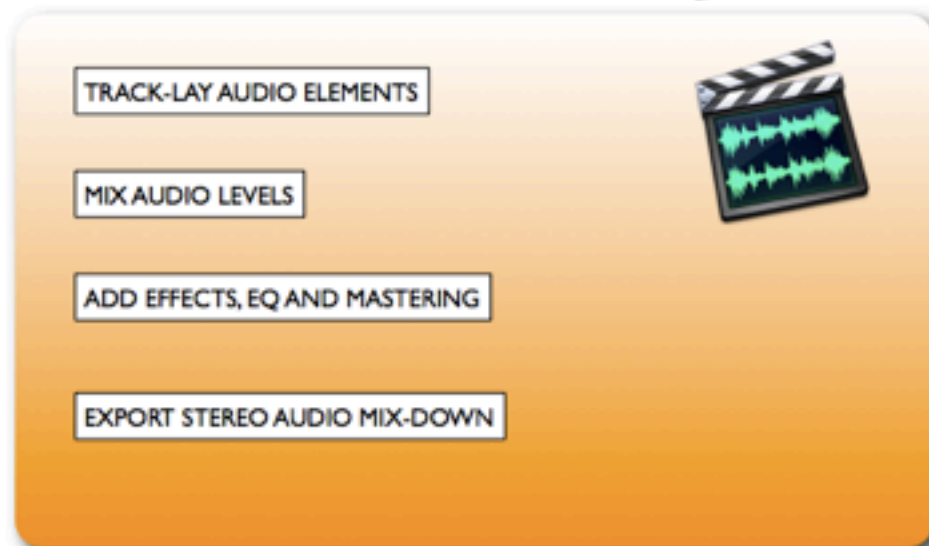 TRACK-LAY AUDIO ELEMENTS
MIX AUDIO LEVELS
ADD EFFECTS, EQ AND MASTERING
EXPORT STEREO AUDIO MIX-DOWN